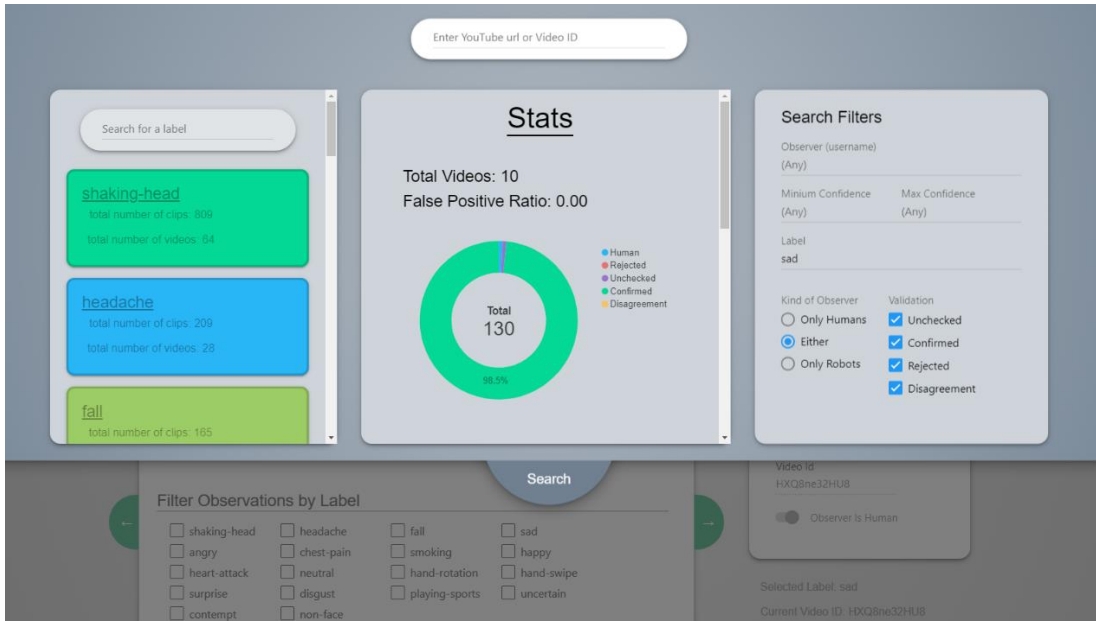 Enter YouTube url or Video ID
Search for a label
shaking-head
total number of clips: 809
total number of videos: 64
headache
total number of clips: 209
total number of videos: 28
fall
total number of clips: 165
Stats
Total Videos: 10
False Positive Ratio: 0.00
Human
Rejected
Unchecked
Confirmed
Disagreement
Total
130
98.5%
Search Filters
Observer (username)
(Any)
Minium Confidence Max Confidence
(Any) (Any)
Label
sad
Kind of Observer Validation
Only Humans Unchecked
Either Confirmed
Only Robots Rejected
Disagreement
Search
Filter Observations by Label
shaking-head headache fall sad
angry chest-pain smoking happy
heart-attack neutral hand-rotation hand-swipe
surprise disgust playing-sports uncertain
contempt non-face
Video Id
HXQ8ne32HU8
Observer Is Human
Selected Label: sad
Current Video ID: HXQ8ne32HU8